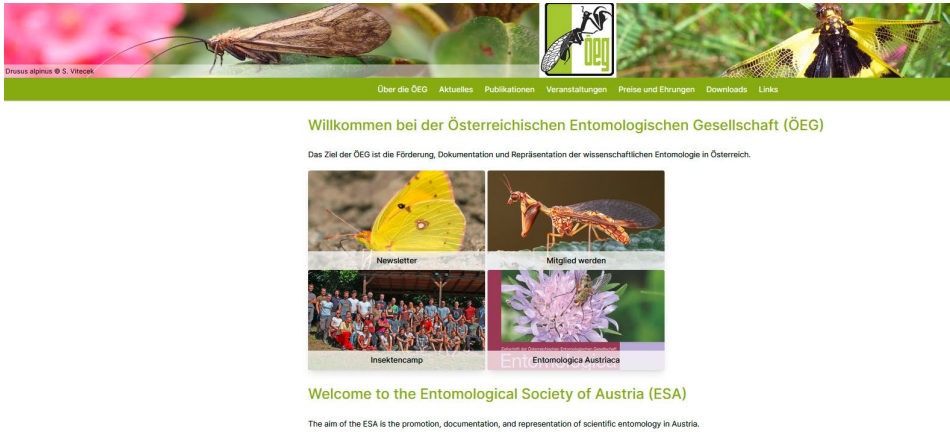 öeg
Drusus alpinus © S. Vitecek
Über die ÖEG Aktuelles Publikationen Veranstaltungen Preise und Ehrungen Downloads Links
Willkommen bei der Österreichischen Entomologischen Gesellschaft (ÖEG)
Das Ziel der ÖEG ist die Förderung, Dokumentation und Repräsentation der wissenschaftlichen Entomologie in Österreich.
Newsletter
Mitglied werden
Insektencamp
Entomologica Austriaca
Welcome to the Entomological Society of Austria (ESA)
The aim of the ESA is the promotion, documentation, and representation of scientific entomology in Austria.